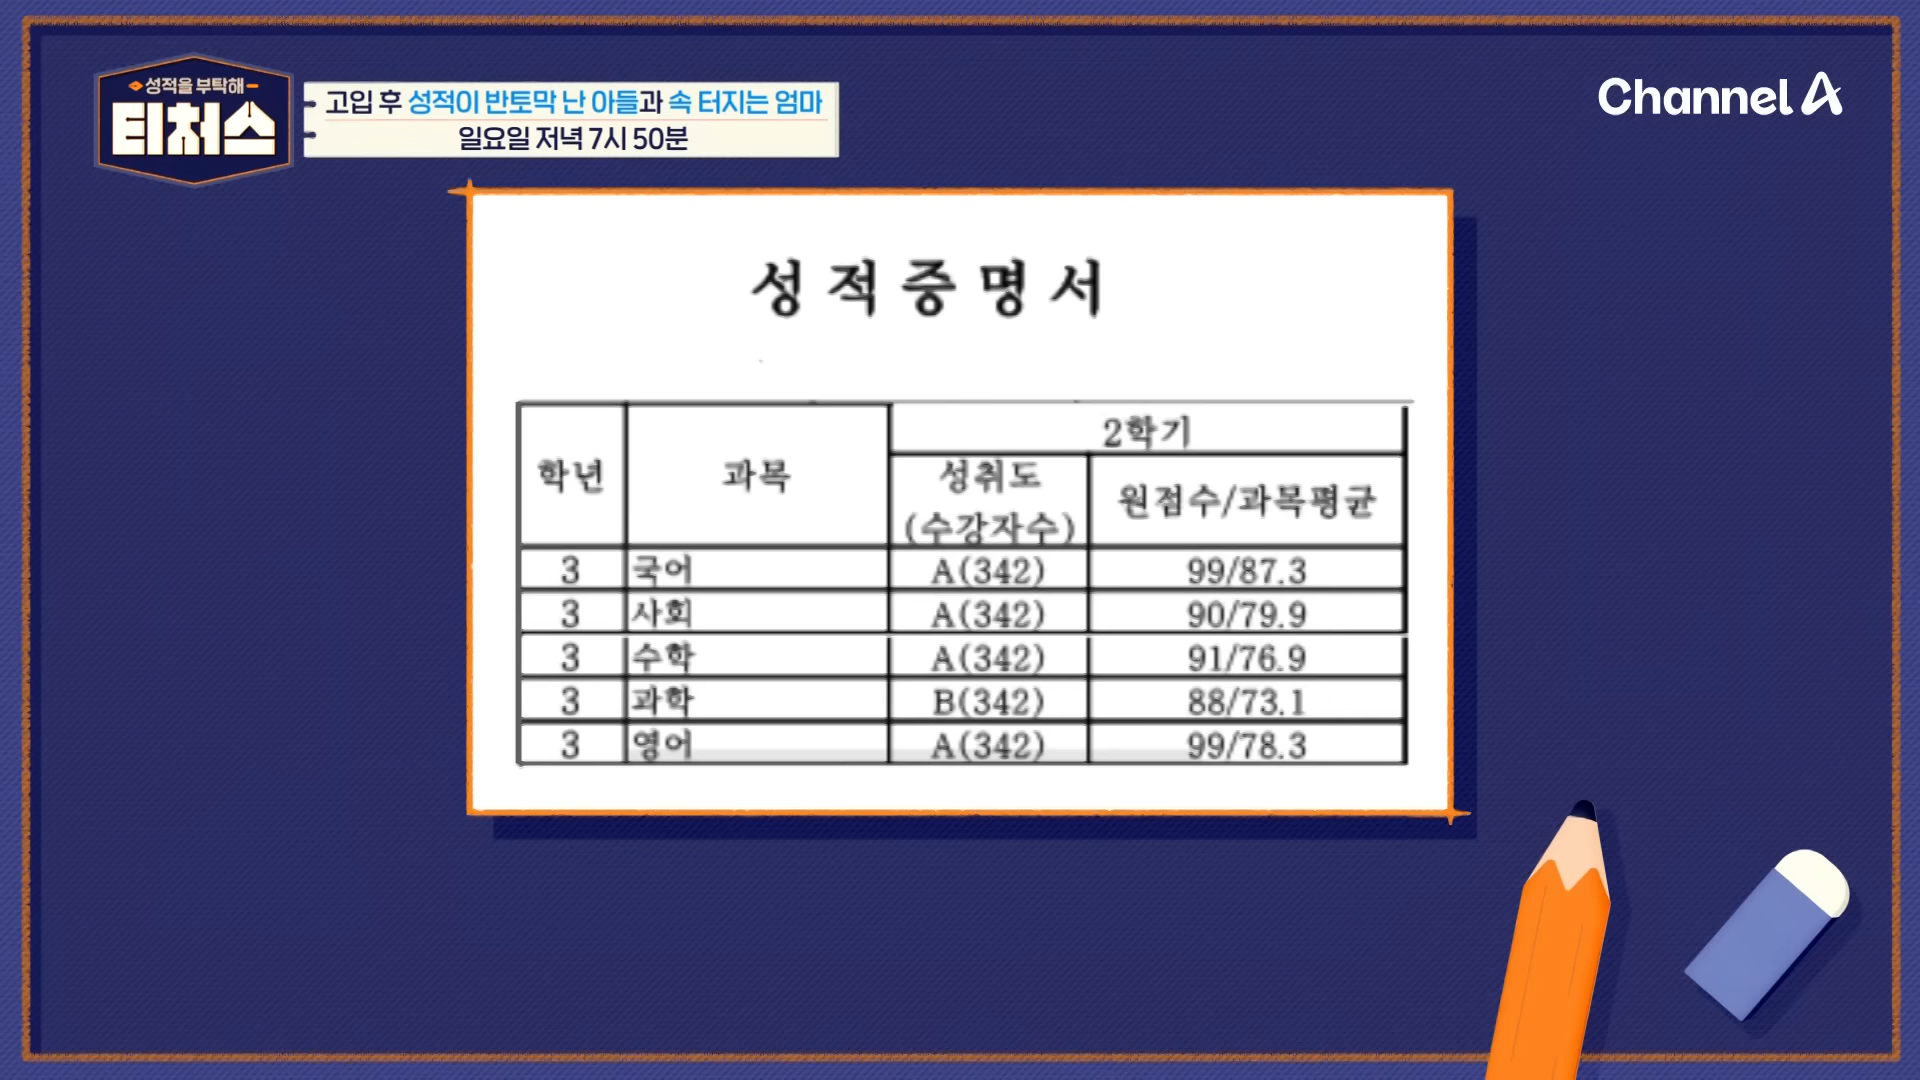 성적을 부탁해
티처스
고입 후 성적이 반토막 난 아들과 속 터지는 엄마
일요일 저녁 7시 50분
Channel A
성적증명서
학년 과목 2학기
성취도 (수강자수) 원점수/과목평균
3 국어 A(342) 99/87.3
3 사회 A(342) 90/79.9
3 수학 A(342) 91/76.9
3 과학 B(342) 88/73.1
3 영어 A(342) 99/78.3